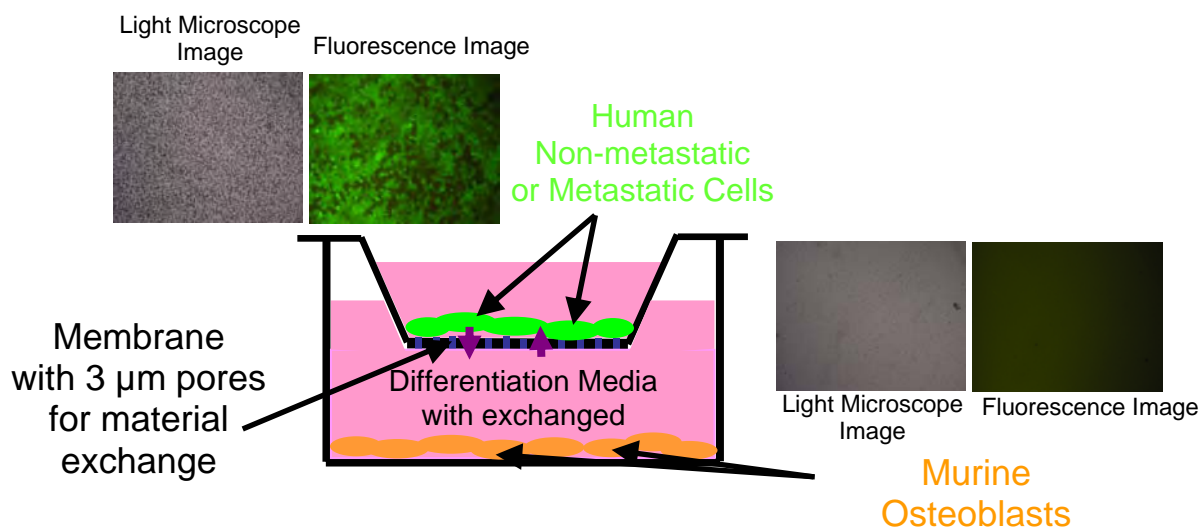 Light Microscope
Image
Fluorescence Image
Human
Non-metastatic
or Metastatic Cells
Membrane
with 3 µm pores
for material
exchange
Differentiation Media
with exchanged
Light Microscope
Image
Fluorescence Image
Murine
Osteoblasts